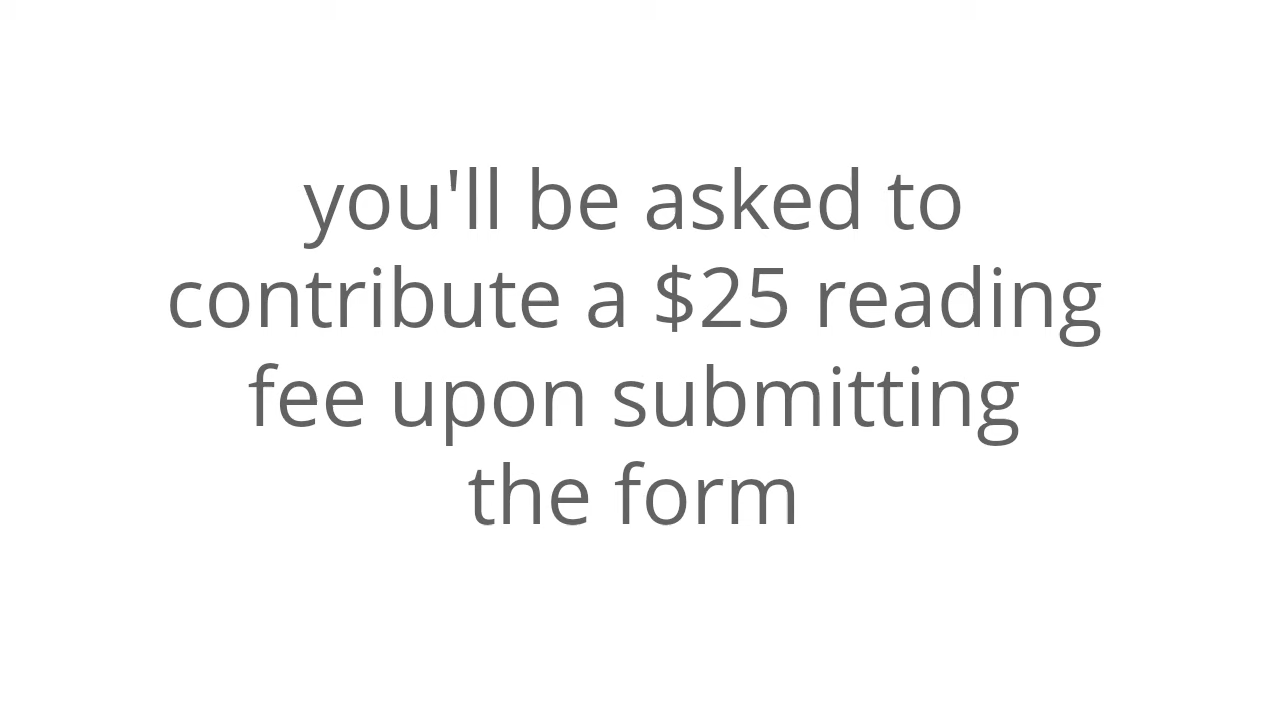 you'll be asked to
contribute a $25 reading
fee upon submitting
the form